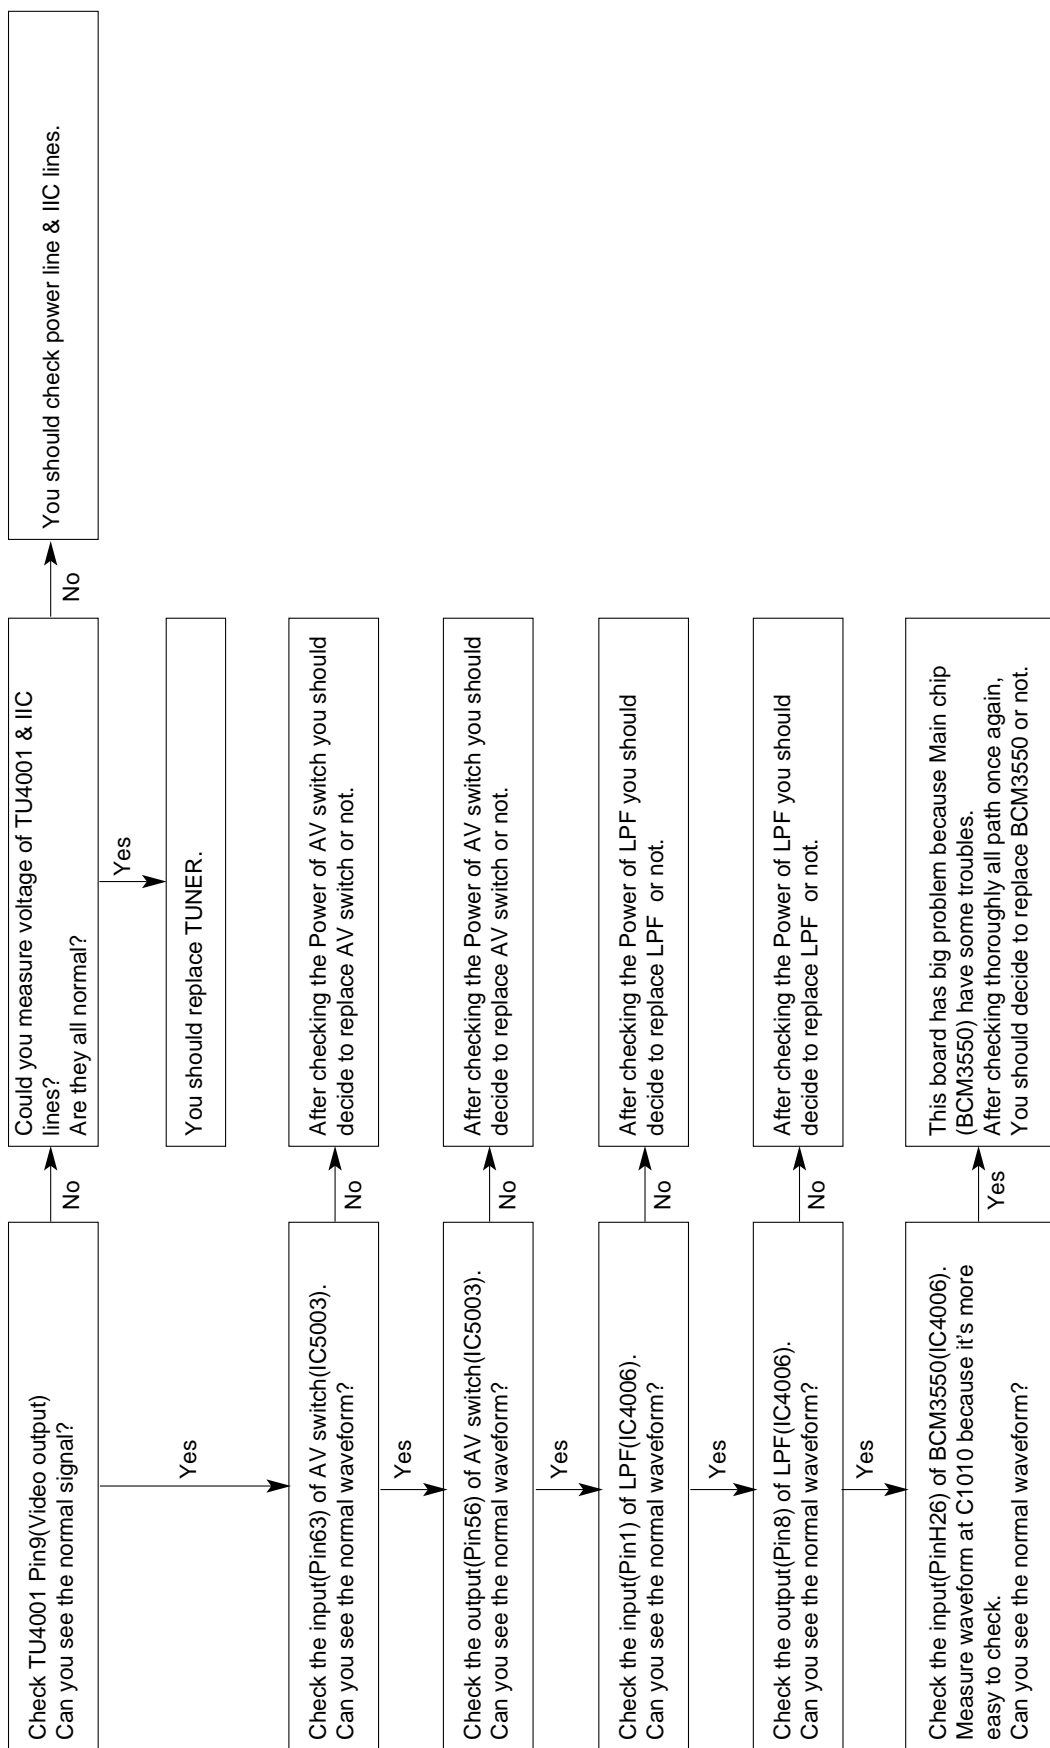 Check TU4001 Pin9(Video output)
Can you see the normal signal?
No
Could you measure voltage of TU4001 & IIC
lines?
Are they all normal?
No
You should check power line & IIC lines.
Yes
You should replace TUNER.
Yes
Check the input(Pin63) of AV switch(IC5003).
Can you see the normal waveform?
No
After checking the Power of AV switch you should
decide to replace AV switch or not.
Yes
Check the output(Pin56) of AV switch(IC5003).
Can you see the normal waveform?
No
After checking the Power of AV switch you should
decide to replace AV switch or not.
Yes
Check the input(Pin1) of LPF(IC4006).
Can you see the normal waveform?
No
After checking the Power of LPF you should
decide to replace LPF or not.
Yes
Check the output(Pin8) of LPF(IC4006).
Can you see the normal waveform?
No
After checking the Power of LPF you should
decide to replace LPF or not.
Yes
Check the input(PinH26) of BCM3550(IC4006).
Measure waveform at C1010 because it's more
easy to check.
Can you see the normal waveform?
Yes
This board has big problem because Main chip
(BCM3550) have some troubles.
After checking thoroughly all path once again,
You should decide to replace BCM3550 or not.